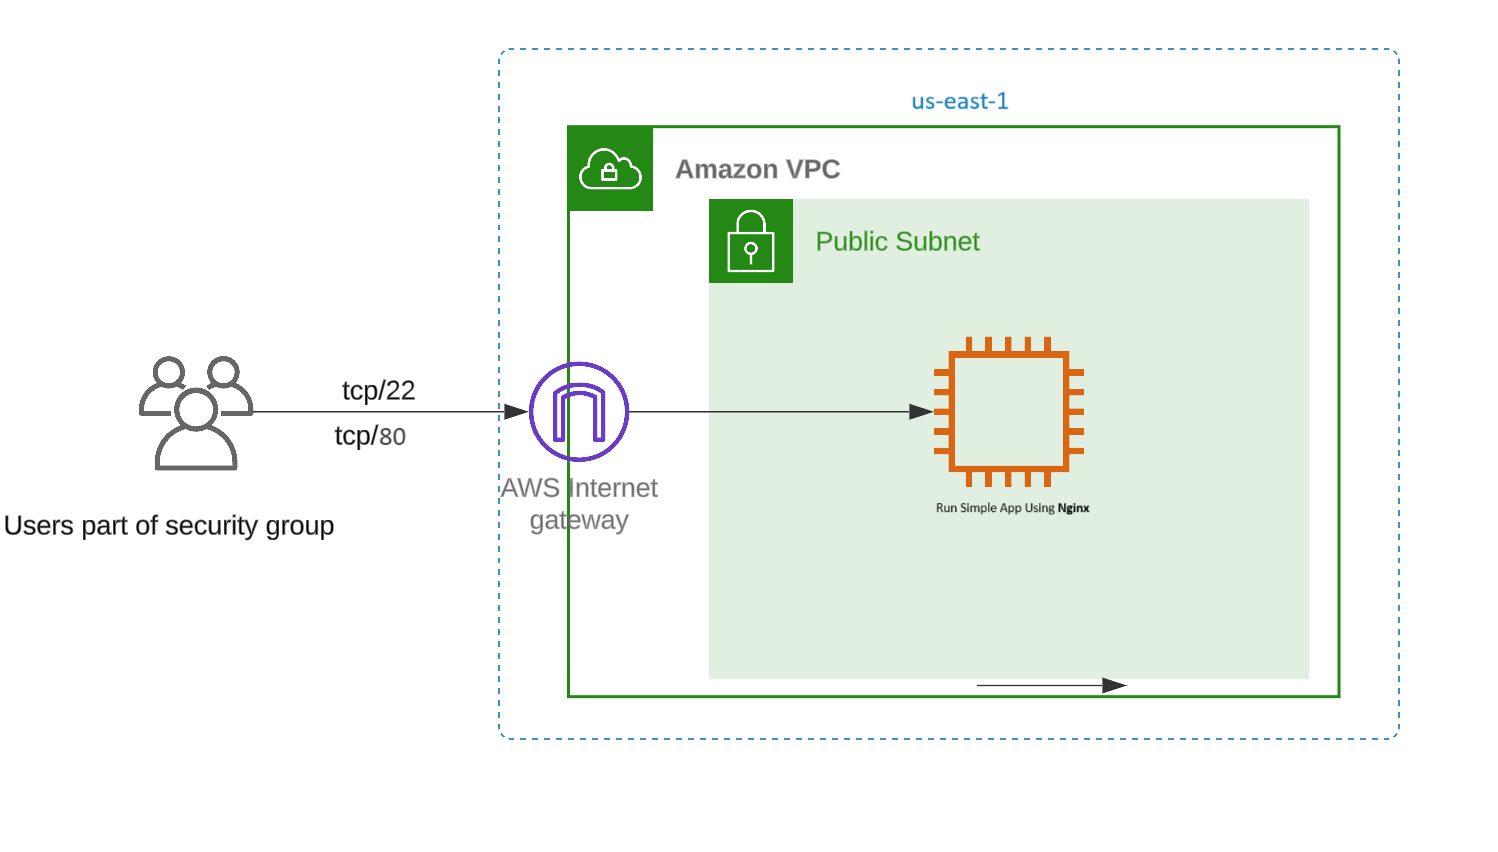 us-east-1
Amazon VPC
Public Subnet
tcp/22
tcp/80
AWS Internet
gateway
Run Simple App Using Nginx
Users part of security group